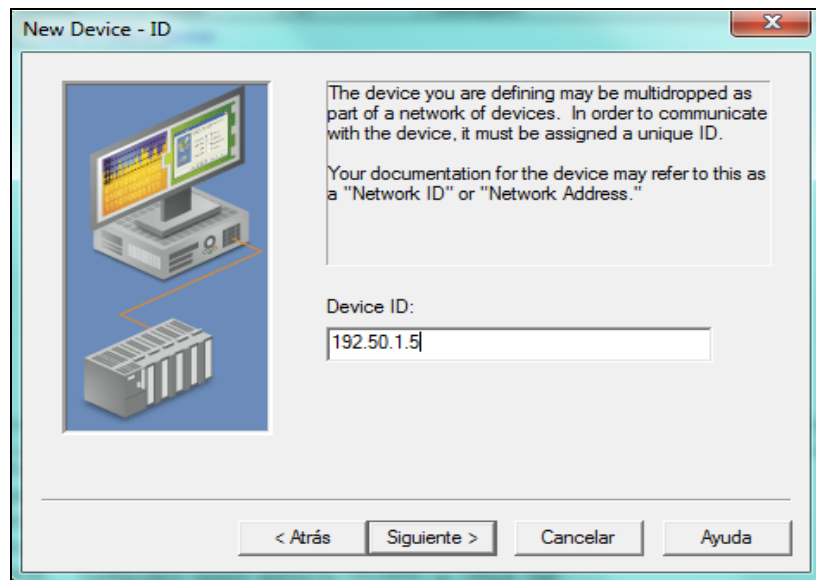 New Device - ID
The device you are defining may be multidropped as
part of a network of devices. In order to communicate
with the device, it must be assigned a unique ID.
Your documentation for the device may refer to this as
a "Network ID" or "Network Address."
Device ID:
192.50.1.5
< Atrás
Siguiente >
Cancelar
Ayuda